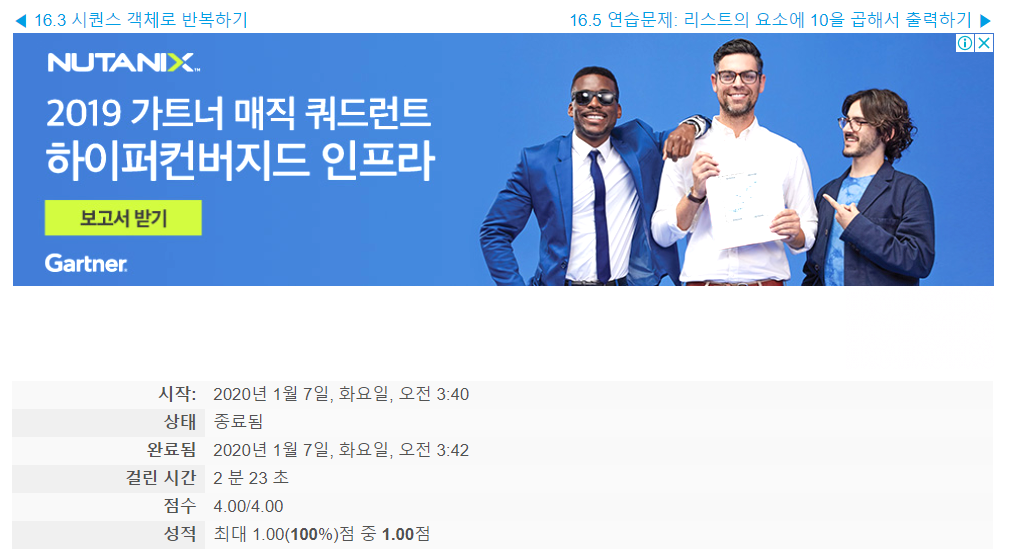 ◀ 16.3 시퀀스 객체로 반복하기
16.5 연습문제: 리스트의 요소에 10을 곱해서 출력하기 ▶
NUTANIX™
2019 가트너 매직 쿼드런트
하이퍼컨버지드 인프라
보고서 받기
Gartner.
시작: 2020년 1월 7일, 화요일, 오전 3:40
상태 종료됨
완료됨 2020년 1월 7일, 화요일, 오전 3:42
걸린 시간 2 분 23 초
점수 4.00/4.00
성적 최대 1.00(100%)점 중 1.00점